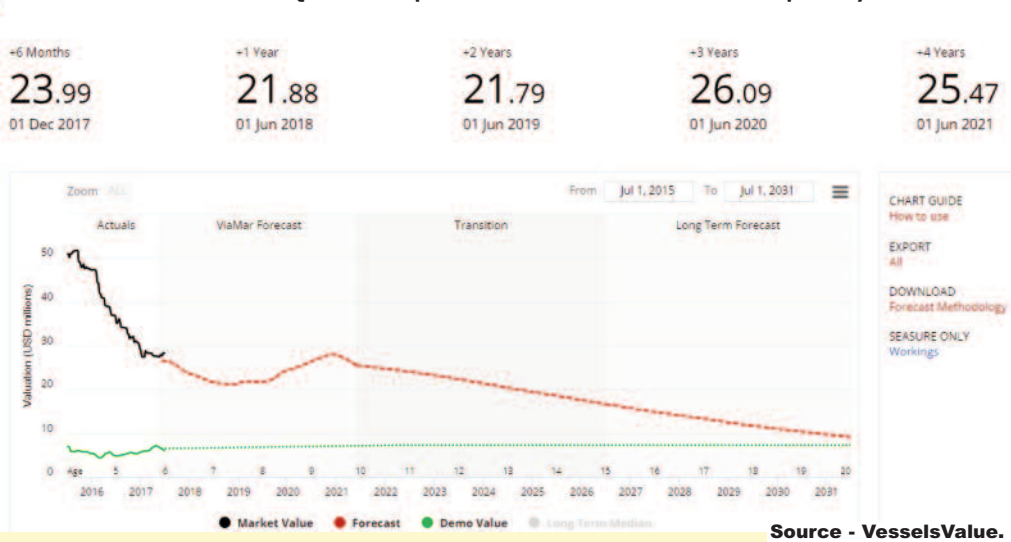 +6 Months
23.99
01 Dec 2017
+1 Year
21.88
01 Jun 2018
+2 Years
21.79
01 Jun 2019
+3 Years
26.09
01 Jun 2020
+4 Years
25.47
01 Jun 2021
Zoom ALL
From Jul 1, 2015 To Jul 1, 2031
Actuals ViaMar Forecast Transition Long Term Forecast
Valuation (USD millions)
50
40
30
20
10
0
Age 5 6 7 8 9 10 11 12 13 14 15 16 17 18 19 20
2016 2017 2018 2019 2020 2021 2022 2023 2024 2025 2026 2027 2028 2029 2030 2031
Market Value Forecast Demo Value Long Term Median
CHART GUIDE
How to use
EXPORT
All
DOWNLOAD
Forecast Methodology
SEASURE ONLY
Workings
Source - VesselsValue.